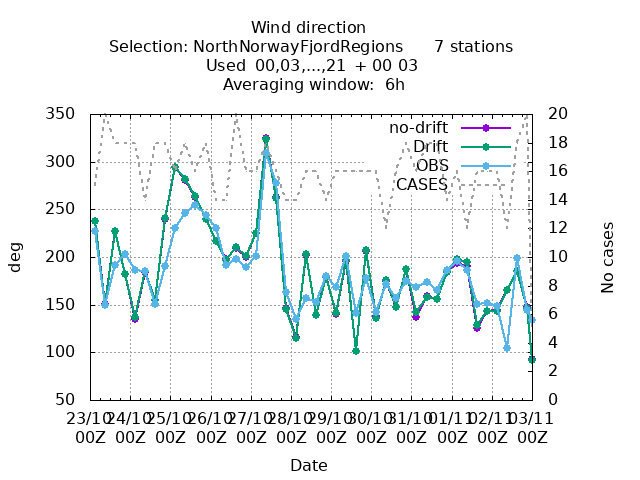 Wind direction
Selection: NorthNorwayFjordRegions 7 stations
Used 00,03,...,21 + 00 03
Averaging window: 6h
350
300
250
200
150
100
50
deg
20
18
16
14
12
10
8
6
4
2
0
No cases
no-drift
Drift
OBS
CASES
23/10 24/10 25/10 26/10 27/10 28/10 29/10 30/10 31/10 01/11 02/11 03/11
00Z 00Z 00Z 00Z 00Z 00Z 00Z 00Z 00Z 00Z 00Z 00Z
Date